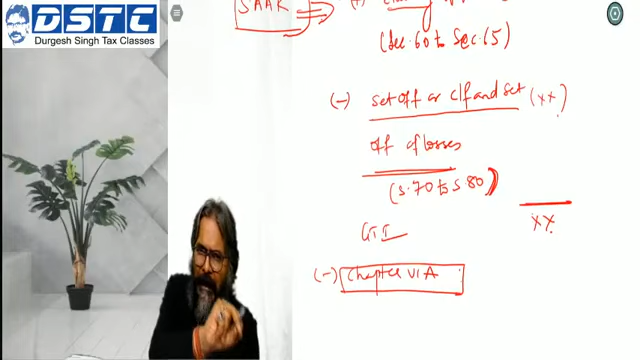 DSTC
Durgesh Singh Tax Classes
SAAR
(+)
(Sec. 60 to Sec. 65)
(-) set off or c/f and set (xx)
off of losses
(S. 70 to S. 80)
xx
GTI
(-) Chapter VI A